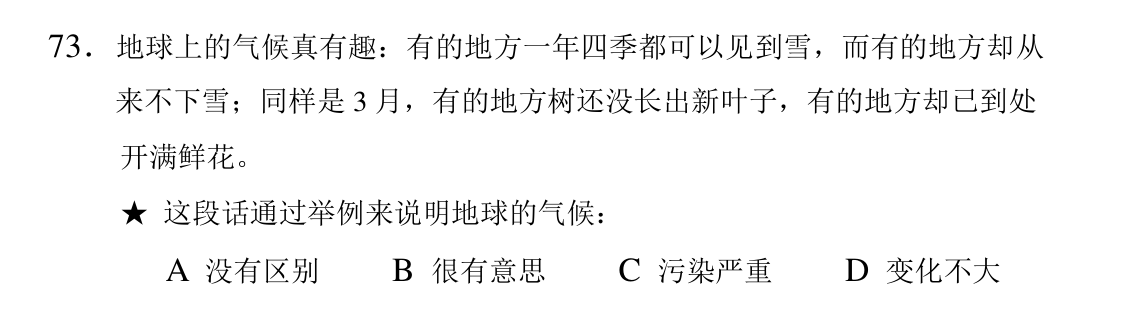 73. 地球上的气候真有趣：有的地方一年四季都可以见到雪，而有的地方却从
来不下雪；同样是 3 月，有的地方树还没长出新叶子，有的地方却已到处
开满鲜花。
★ 这段话通过举例来说明地球的气候：
A 没有区别 B 很有意思 C 污染严重 D 变化不大